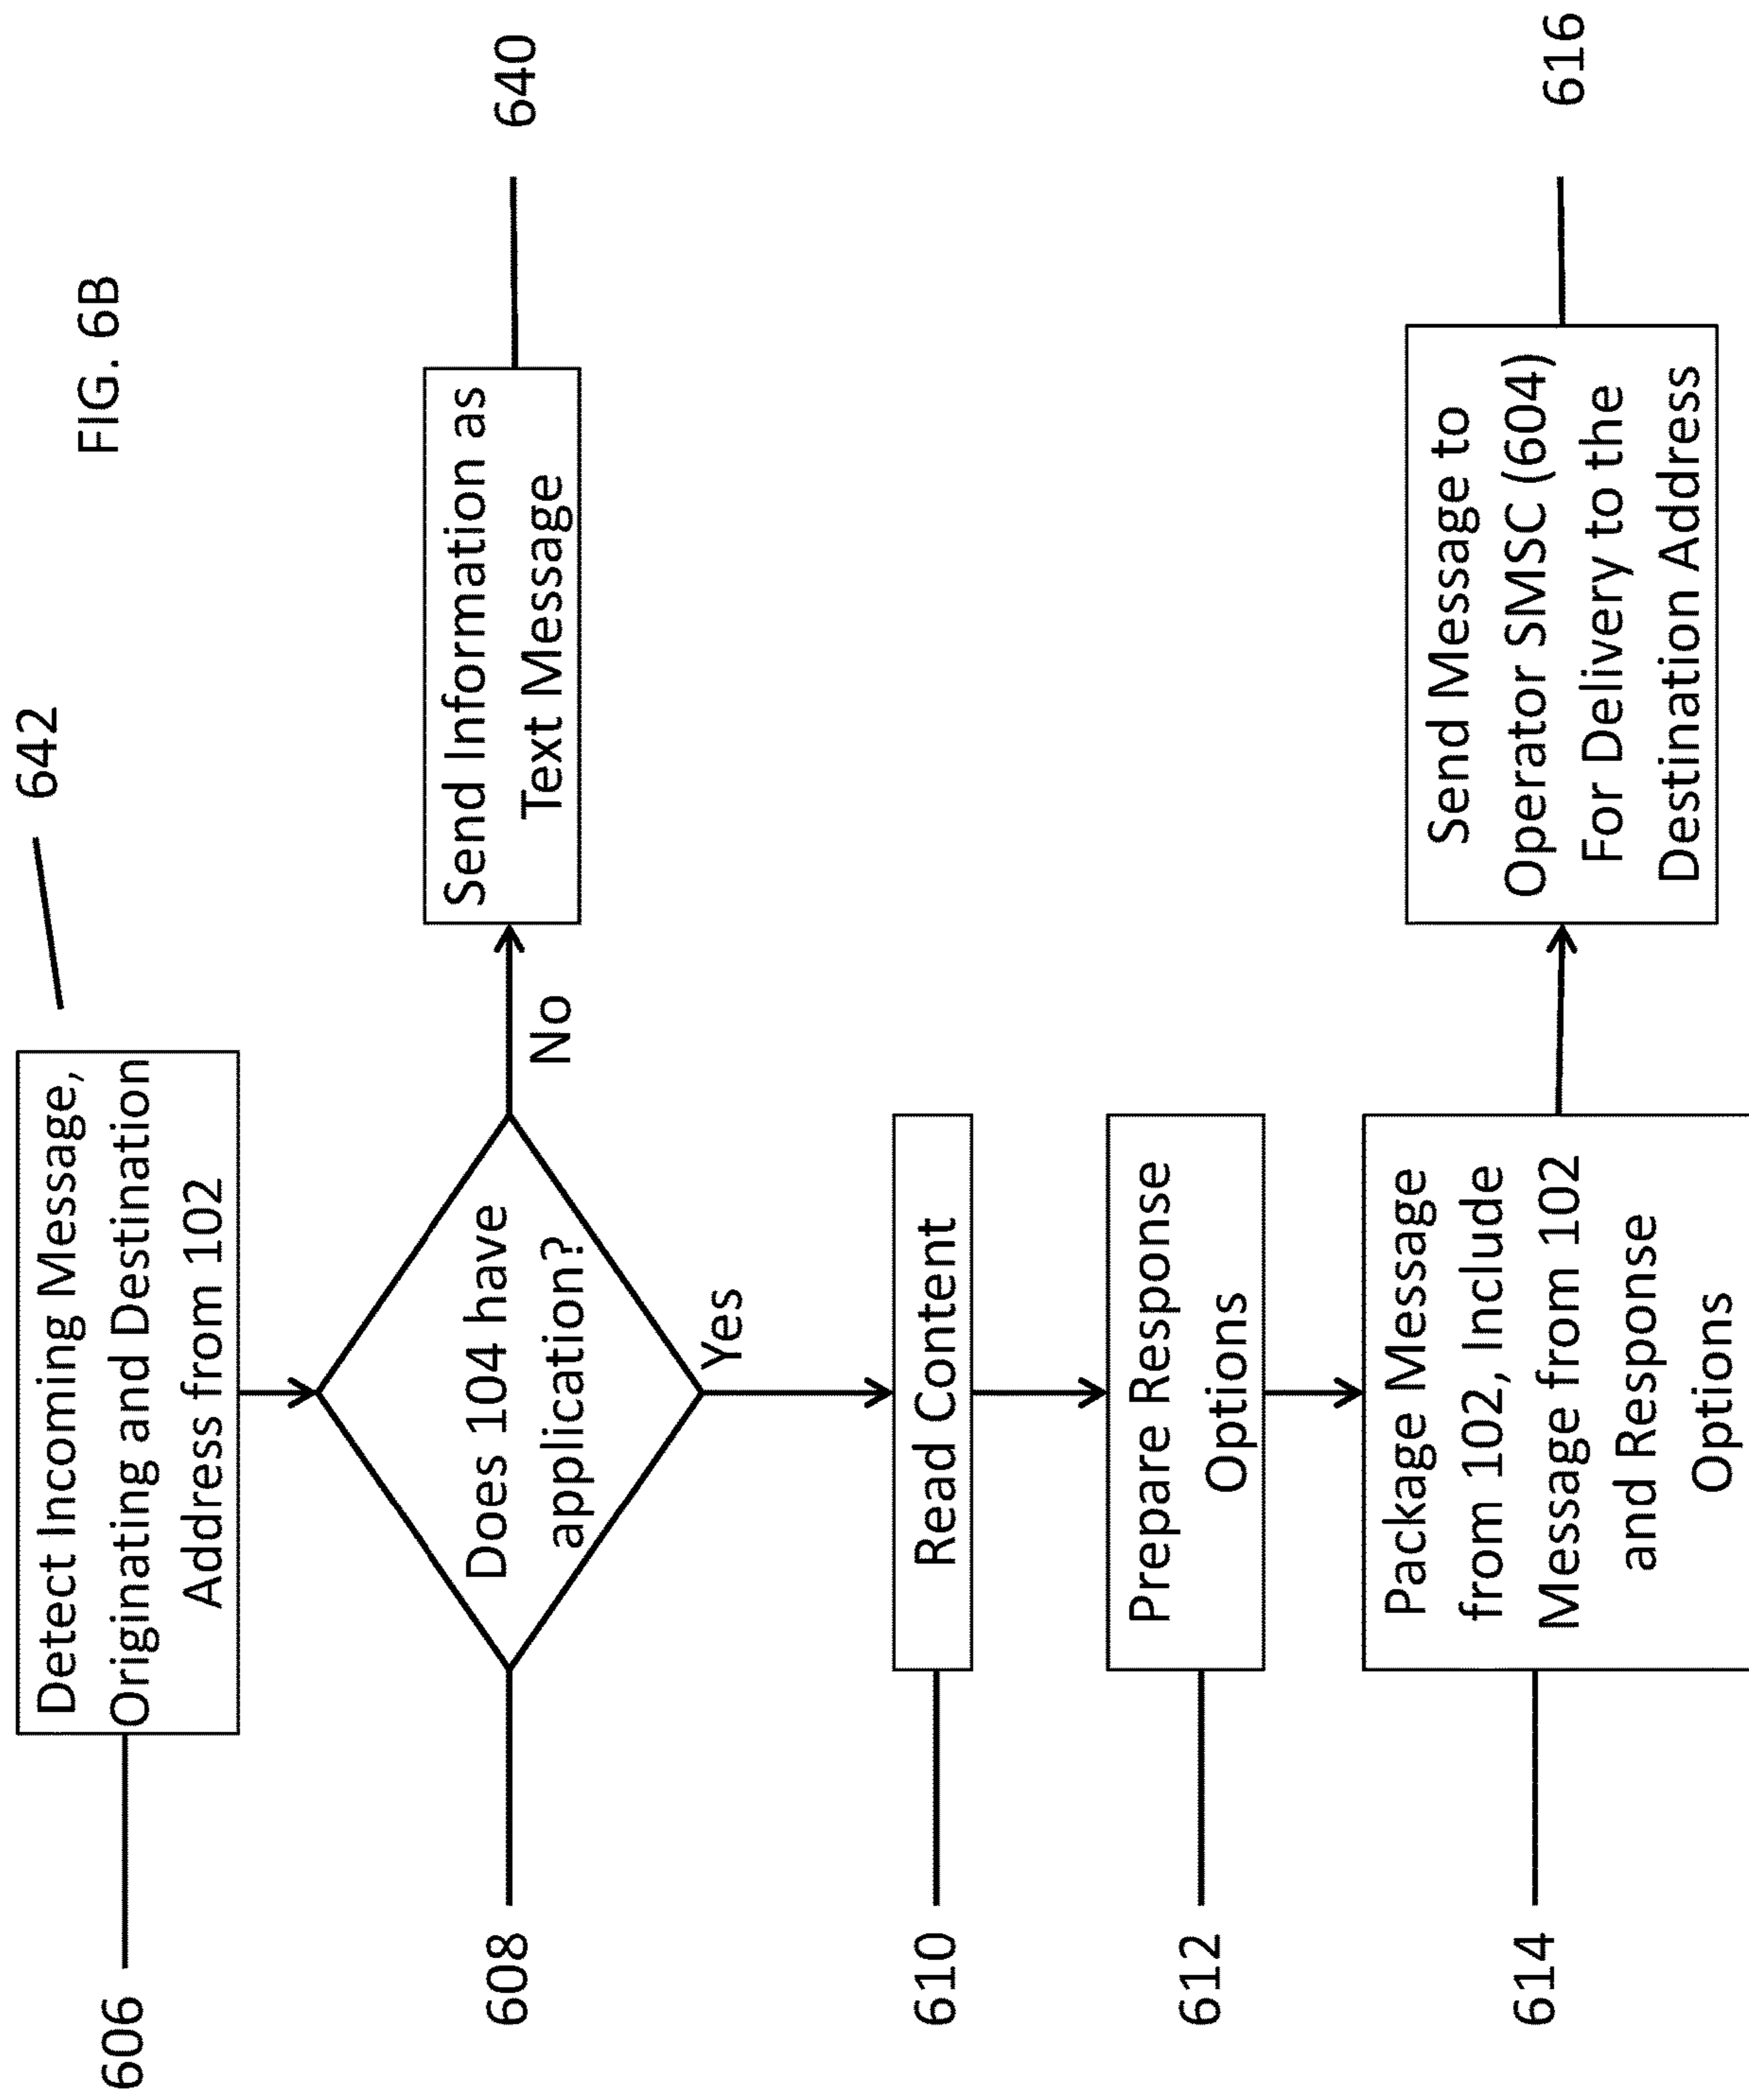 FIG. 6B
642
606
Detect Incoming Message,
Originating and Destination
Address from 102
608
Does 104 have
application?
No
Send Information as
Text Message
640
Yes
610
Read Content
612
Prepare Response
Options
614
Package Message
from 102, Include
Message from 102
and Response
Options
Send Message to
Operator SMSC (604)
For Delivery to the
Destination Address
616